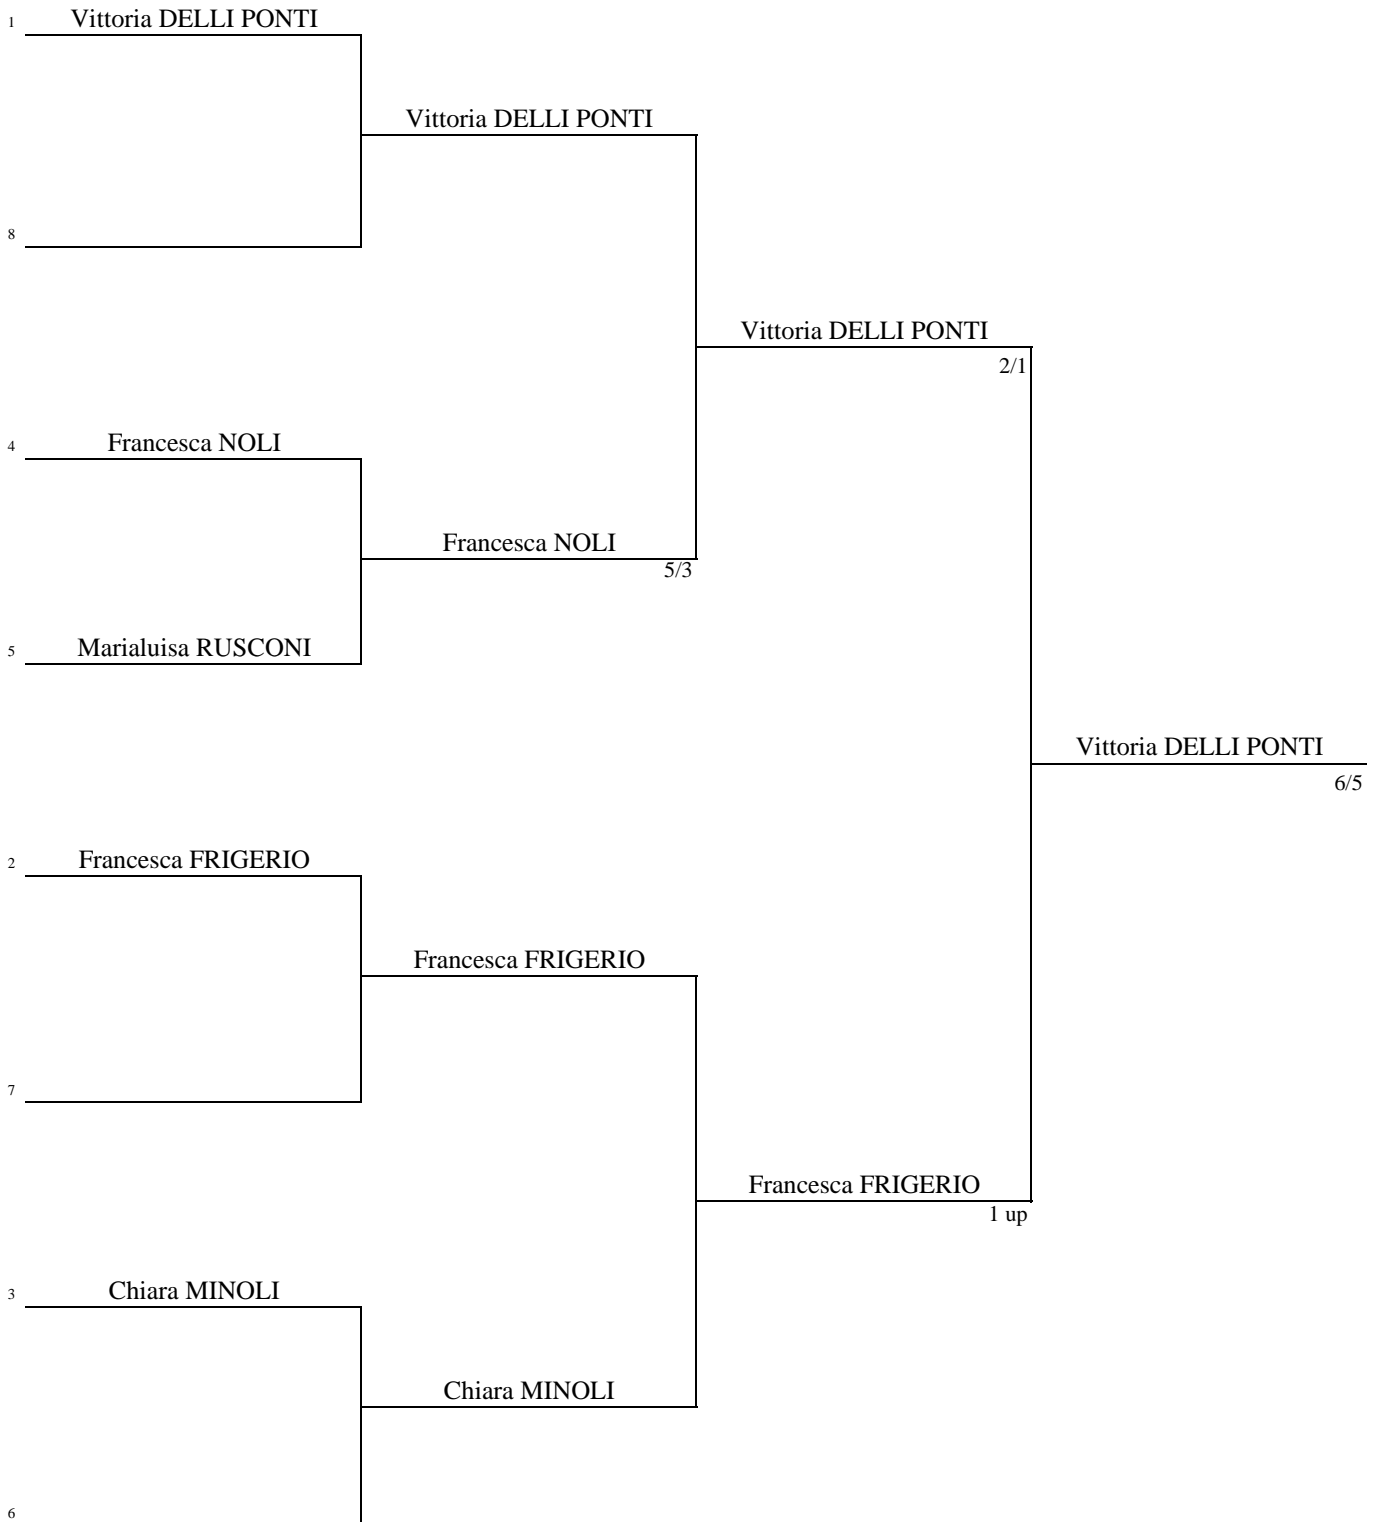 1 Vittoria DELLI PONTI
Vittoria DELLI PONTI
8
Vittoria DELLI PONTI
2/1
4 Francesca NOLI
Francesca NOLI
5/3
5 Marialuisa RUSCONI
Vittoria DELLI PONTI
6/5
2 Francesca FRIGERIO
Francesca FRIGERIO
7
Francesca FRIGERIO
1 up
3 Chiara MINOLI
Chiara MINOLI
6